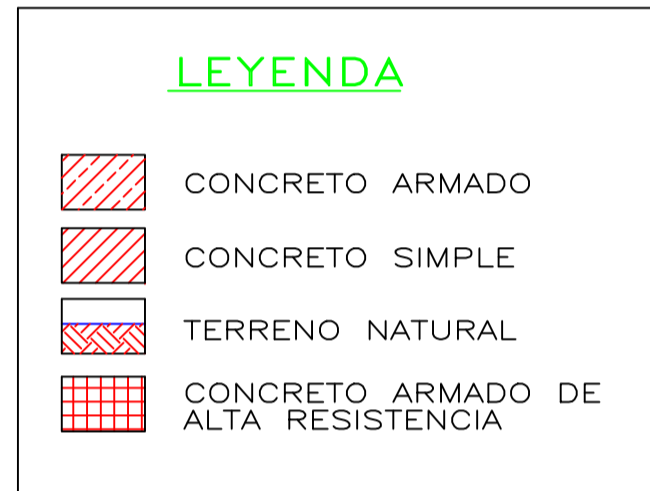 LEYENDA
CONCRETO ARMADO
CONCRETO SIMPLE
TERRENO NATURAL
CONCRETO ARMADO DE
ALTA RESISTENCIA